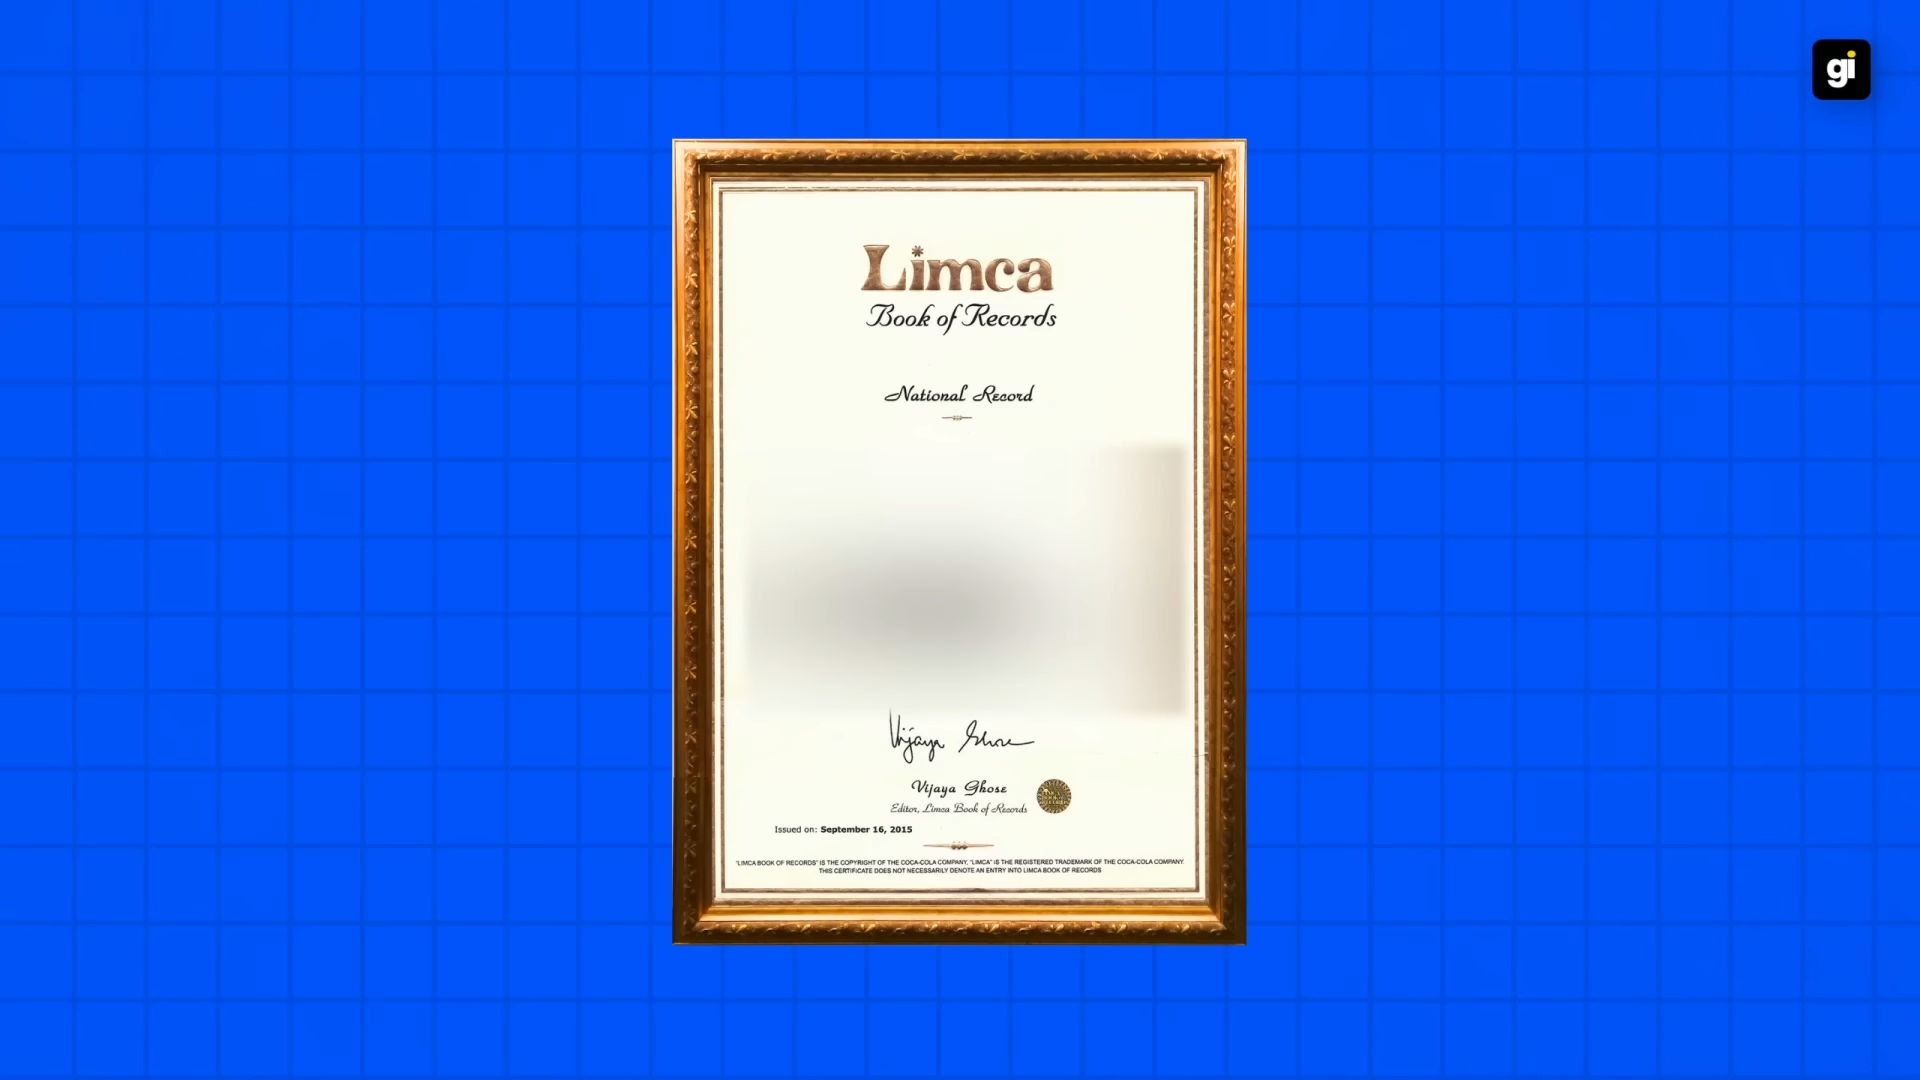 gi
Limca
Book of Records
National Record
Vijaya Ghose
Vijaya Ghose
Editor, Limca Book of Records
Issued on: September 16, 2015
"LIMCA BOOK OF RECORDS" IS THE COPYRIGHT OF THE COCA-COLA COMPANY, "LIMCA" IS THE REGISTERED TRADEMARK OF THE COCA-COLA COMPANY.
THIS CERTIFICATE DOES NOT NECESSARILY DENOTE AN ENTRY INTO LIMCA BOOK OF RECORDS